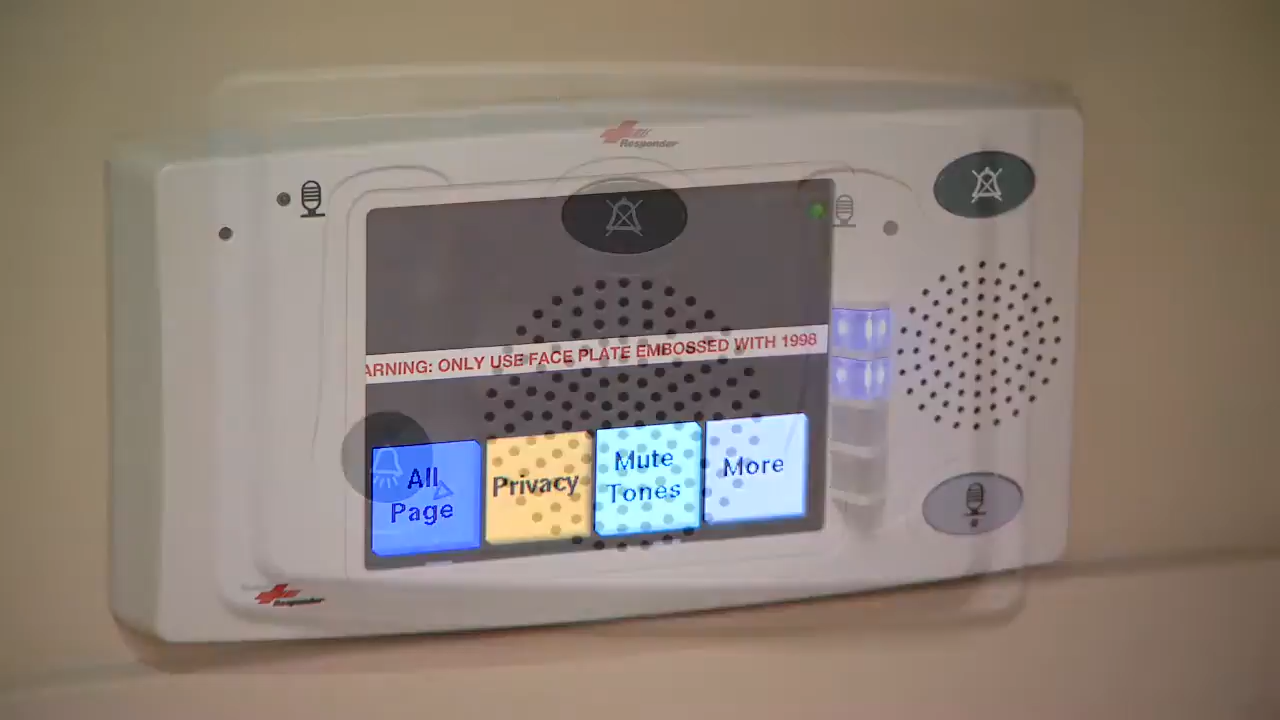 Responder
ARNING: ONLY USE FACE PLATE EMBOSSED WITH 1998
All
Page
Privacy
Mute
Tones
More
Responder